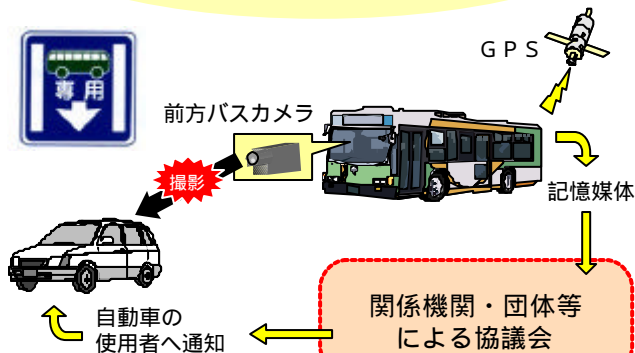 GPS
専用
前方バスカメラ
撮影
記憶媒体
関係機関・団体等
による協議会
自動車の
使用者へ通知